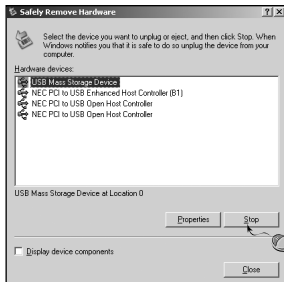 Safely Remove Hardware
Select the device you want to unplug or eject, and then click Stop. When
Windows notifies you that it is safe to do so unplug the device from your
computer.
Hardware devices:
USB Mass Storage Device
NEC PCI to USB Enhanced Host Controller (B1)
NEC PCI to USB Open Host Controller
NEC PCI to USB Open Host Controller
USB Mass Storage Device at Location 0
Properties
Stop
Display device components
Close